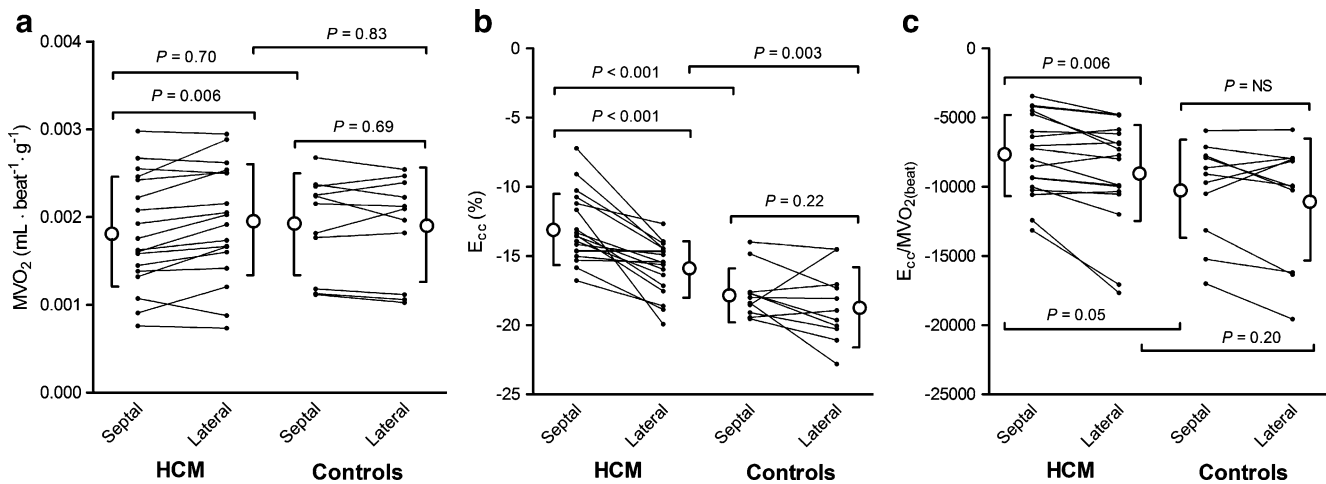 a
MVO2 (mL · beat-1 · g-1)
0.004
0.003
0.002
0.001
0.000
P = 0.83
P = 0.70
P = 0.006
P = 0.69
Septal
Lateral
Septal
Lateral
HCM
Controls
b
Ecc (%)
0
-5
-10
-15
-20
-25
P = 0.003
P < 0.001
P < 0.001
P = 0.22
Septal
Lateral
Septal
Lateral
HCM
Controls
c
Ecc/MVO2(beat)
0
-5000
-10000
-15000
-20000
-25000
P = 0.006
P = NS
P = 0.05
P = 0.20
Septal
Lateral
Septal
Lateral
HCM
Controls